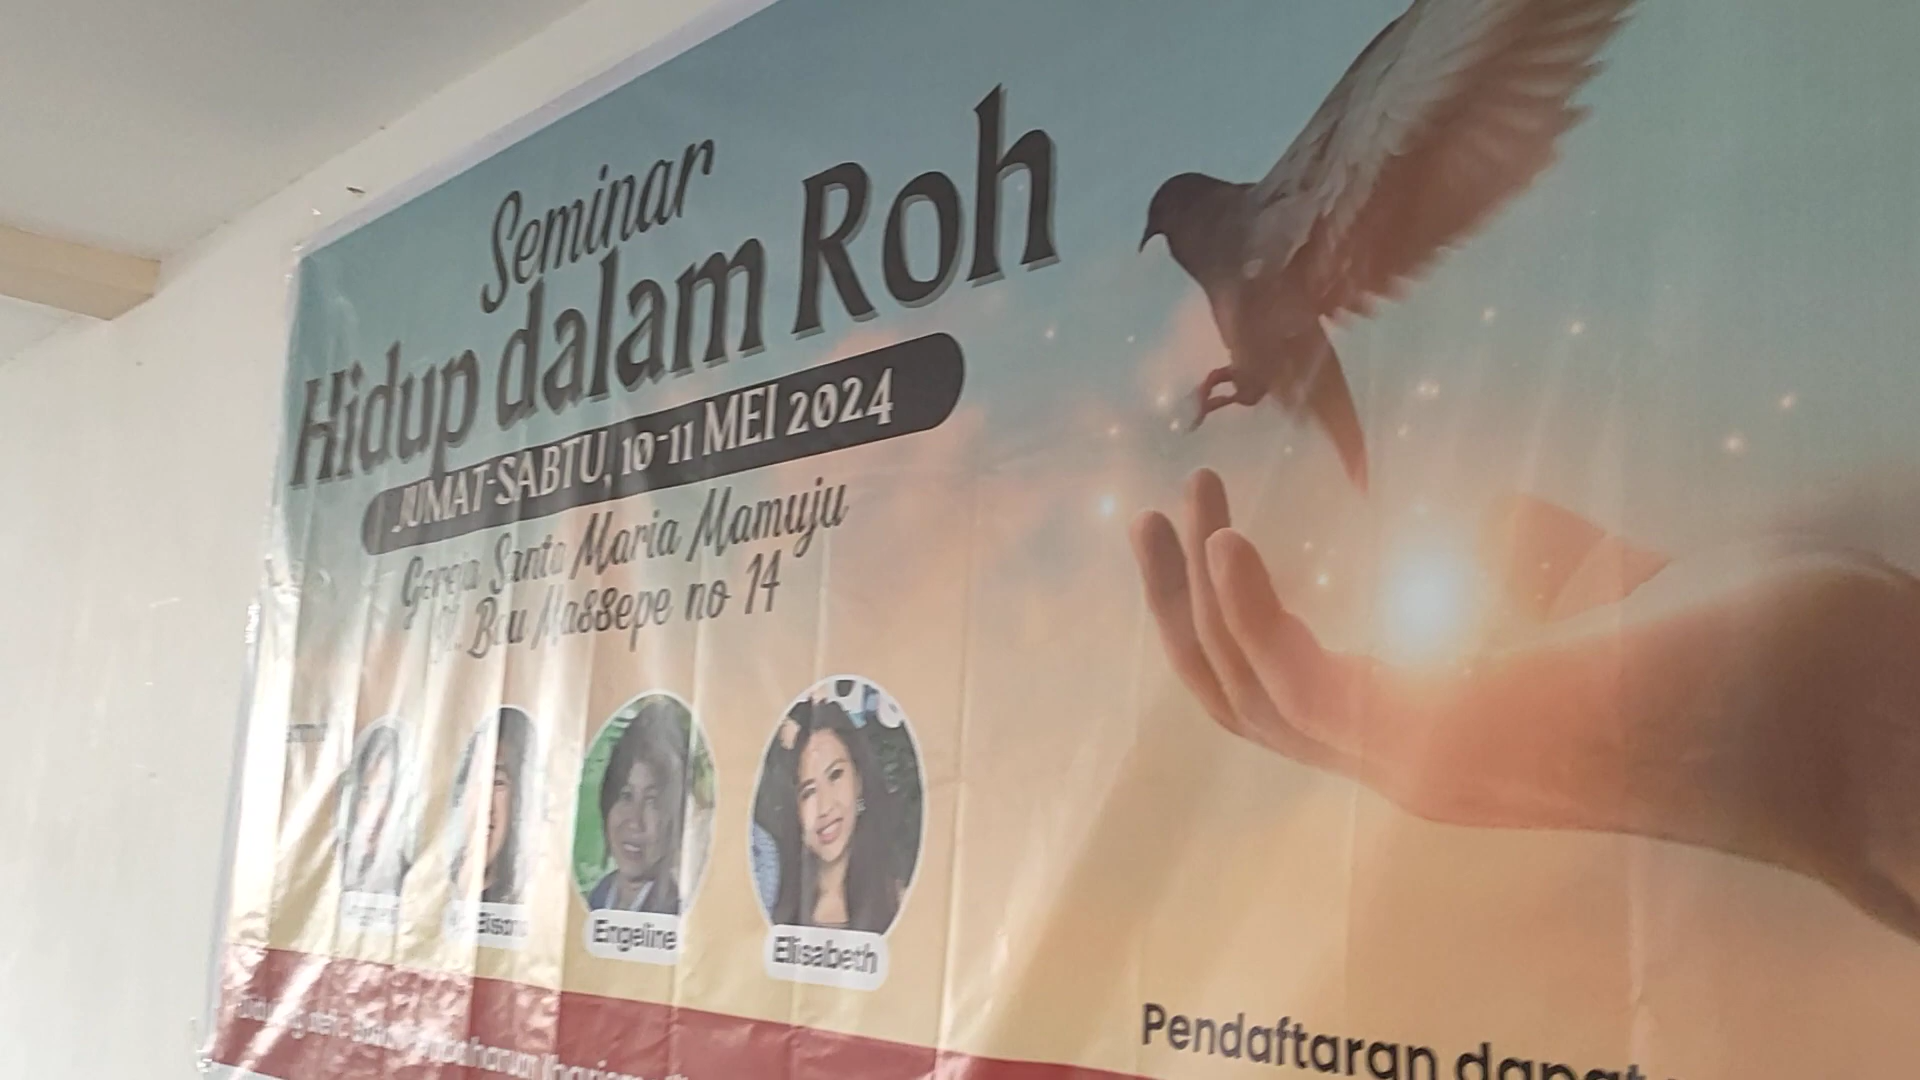 Seminar
Hidup dalam Roh
JUMAT-SABTU, 10-11 MEI 2024
Gereja Santa Maria Mamuju
Jl. Bau Massepe no 14
Engeline
Elisabeth
Pendaftaran dapat